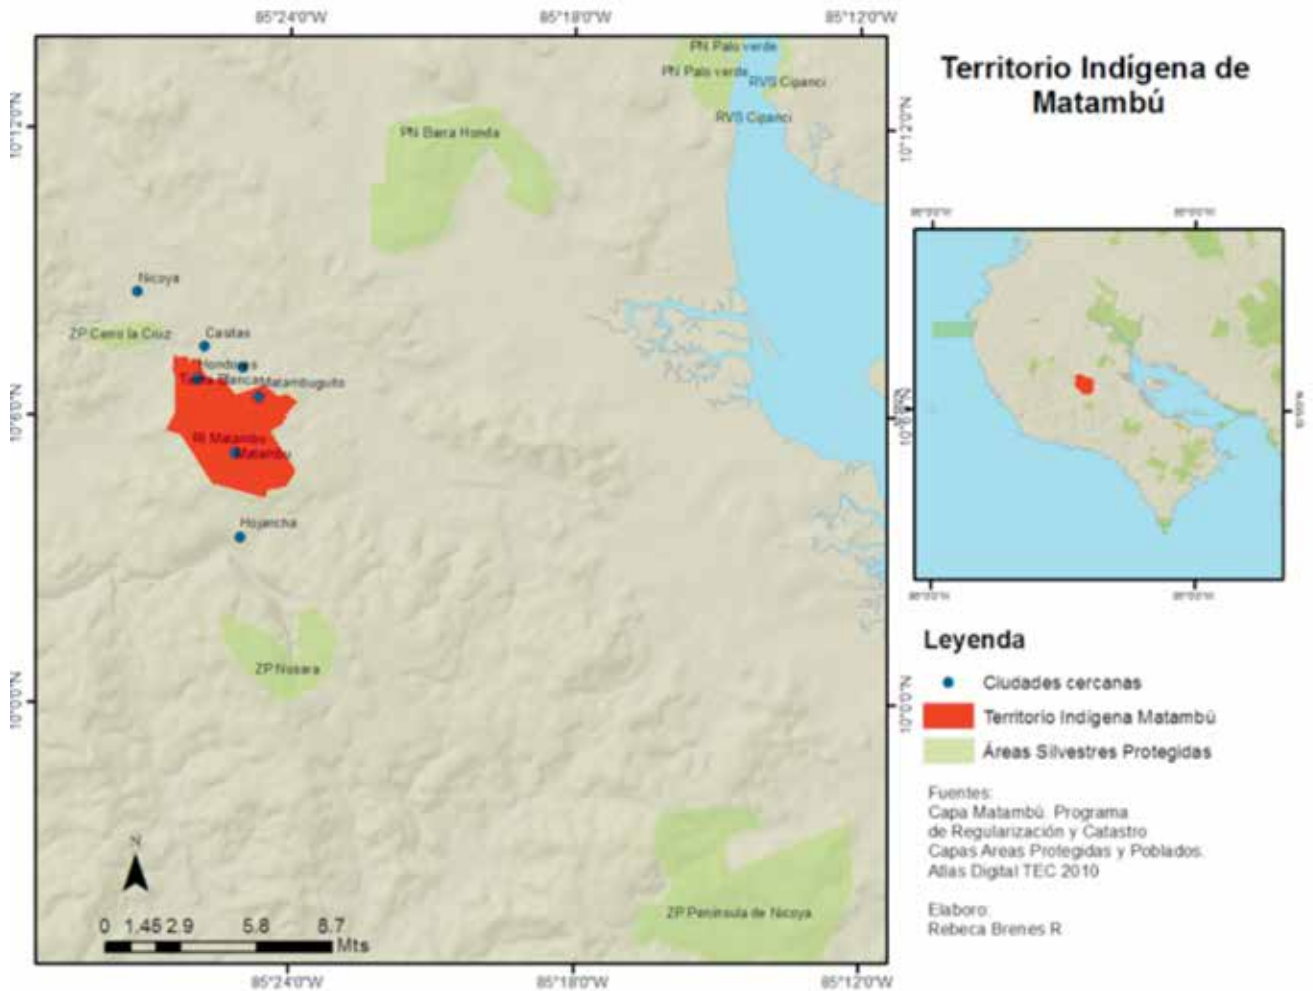 85°24'0"W
85°18'0"W
85°12'0"W
Territorio Indígena de
Matambú
PN Palo verde
PN Palo verde
RVS Cipanci
RVS Cipanci
10°12'0"N
10°12'0"N
PN Barra Honda
Nicoya
ZP Cerro la Cruz
Casitas
Hondores
Matambuguito
10°6'0"N
RI Matambu
Matambu
Hojancha
ZP Nosara
10°0'0"N
10°0'0"N
Leyenda
Ciudades cercanas
Territorio Indígena Matambú
Áreas Silvestres Protegidas
Fuentes:
Capa Matambú. Programa
de Regularización y Catastro
Capas Areas Protegidas y Poblados.
Atlas Digital TEC 2010
Elaboro:
Rebeca Brenes R
ZP Peninsula de Nicoya
N
0 1.45 2.9 5.8 8.7
Mts
85°24'0"W
85°18'0"W
85°12'0"W